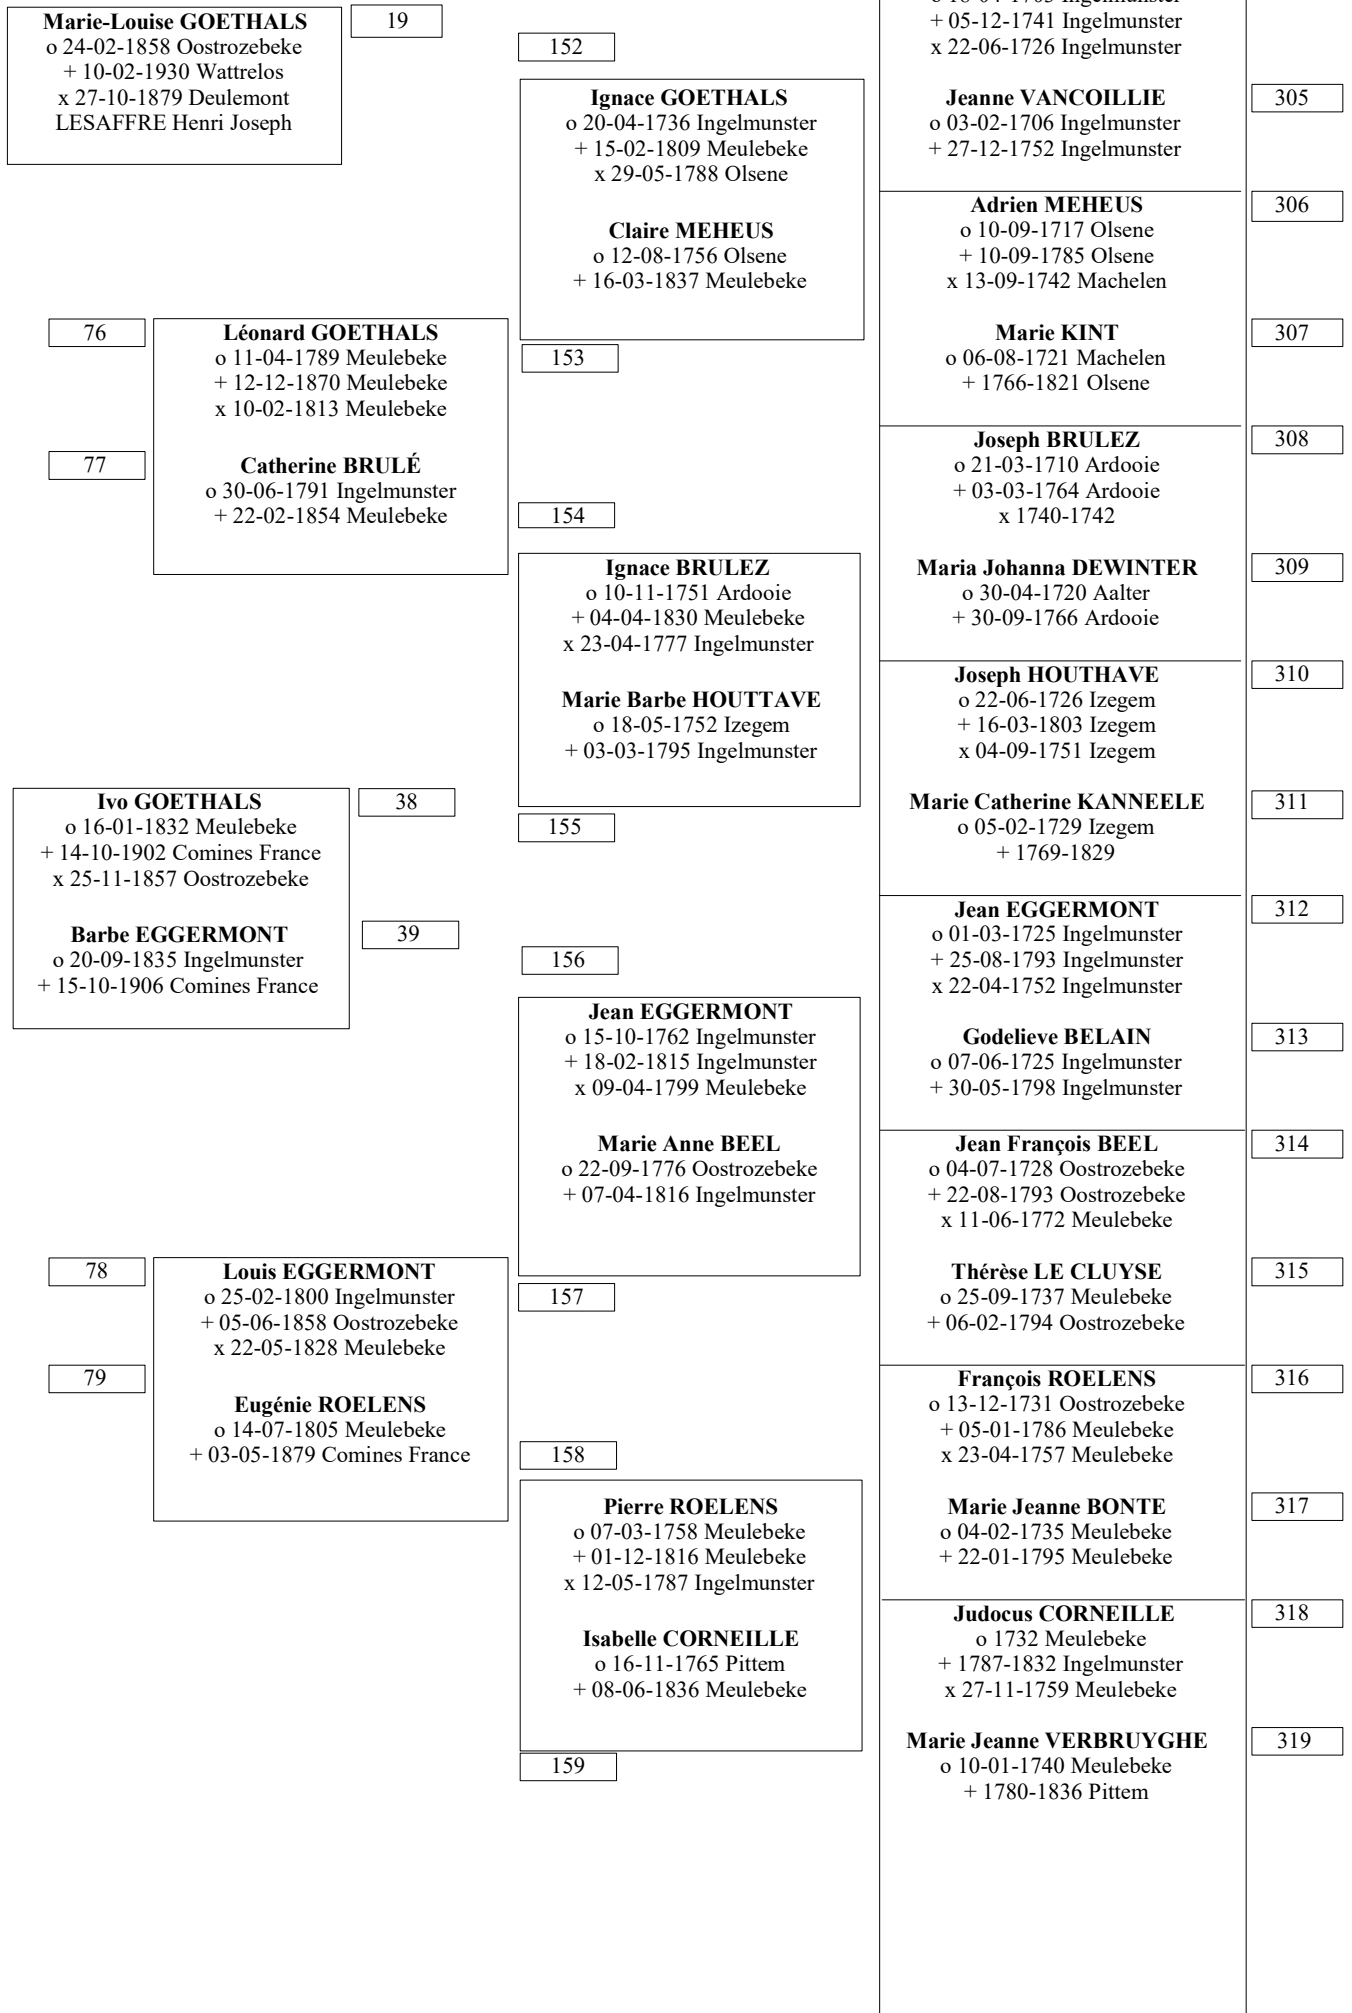 Marie-Louise GOETHALS
o 24-02-1858 Oostrozebeke
+ 10-02-1930 Wattrelos
x 27-10-1879 Deulemont
LESAFFRE Henri Joseph
19
76
Léonard GOETHALS
o 11-04-1789 Meulebeke
+ 12-12-1870 Meulebeke
x 10-02-1813 Meulebeke
77
Catherine BRULÉ
o 30-06-1791 Ingelmunster
+ 22-02-1854 Meulebeke
Ivo GOETHALS
o 16-01-1832 Meulebeke
+ 14-10-1902 Comines France
x 25-11-1857 Oostrozebeke
38
Barbe EGGERMONT
o 20-09-1835 Ingelmunster
+ 15-10-1906 Comines France
39
78
Louis EGGERMONT
o 25-02-1800 Ingelmunster
+ 05-06-1858 Oostrozebeke
x 22-05-1828 Meulebeke
79
Eugénie ROELENS
o 14-07-1805 Meulebeke
+ 03-05-1879 Comines France
152
Ignace GOETHALS
o 20-04-1736 Ingelmunster
+ 15-02-1809 Meulebeke
x 29-05-1788 Olsene
Claire MEHEUS
o 12-08-1756 Olsene
+ 16-03-1837 Meulebeke
153
154
Ignace BRULEZ
o 10-11-1751 Ardooie
+ 04-04-1830 Meulebeke
x 23-04-1777 Ingelmunster
Marie Barbe HOUTTAVE
o 18-05-1752 Izegem
+ 03-03-1795 Ingelmunster
155
156
Jean EGGERMONT
o 15-10-1762 Ingelmunster
+ 18-02-1815 Ingelmunster
x 09-04-1799 Meulebeke
Marie Anne BEEL
o 22-09-1776 Oostrozebeke
+ 07-04-1816 Ingelmunster
157
158
Pierre ROELENS
o 07-03-1758 Meulebeke
+ 01-12-1816 Meulebeke
x 12-05-1787 Ingelmunster
Isabelle CORNEILLE
o 16-11-1765 Pittem
+ 08-06-1836 Meulebeke
159
+ 05-12-1741 Ingelmunster
x 22-06-1726 Ingelmunster
Jeanne VANCOILLIE
o 03-02-1706 Ingelmunster
+ 27-12-1752 Ingelmunster
305
Adrien MEHEUS
o 10-09-1717 Olsene
+ 10-09-1785 Olsene
x 13-09-1742 Machelen
306
Marie KINT
o 06-08-1721 Machelen
+ 1766-1821 Olsene
307
Joseph BRULEZ
o 21-03-1710 Ardooie
+ 03-03-1764 Ardooie
x 1740-1742
308
Maria Johanna DEWINTER
o 30-04-1720 Aalter
+ 30-09-1766 Ardooie
309
Joseph HOUTHAVE
o 22-06-1726 Izegem
+ 16-03-1803 Izegem
x 04-09-1751 Izegem
310
Marie Catherine KANNEELE
o 05-02-1729 Izegem
+ 1769-1829
311
Jean EGGERMONT
o 01-03-1725 Ingelmunster
+ 25-08-1793 Ingelmunster
x 22-04-1752 Ingelmunster
312
Godelieve BELAIN
o 07-06-1725 Ingelmunster
+ 30-05-1798 Ingelmunster
313
Jean François BEEL
o 04-07-1728 Oostrozebeke
+ 22-08-1793 Oostrozebeke
x 11-06-1772 Meulebeke
314
Thérèse LE CLUYSE
o 25-09-1737 Meulebeke
+ 06-02-1794 Oostrozebeke
315
François ROELENS
o 13-12-1731 Oostrozebeke
+ 05-01-1786 Meulebeke
x 23-04-1757 Meulebeke
316
Marie Jeanne BONTE
o 04-02-1735 Meulebeke
+ 22-01-1795 Meulebeke
317
Judocus CORNEILLE
o 1732 Meulebeke
+ 1787-1832 Ingelmunster
x 27-11-1759 Meulebeke
318
Marie Jeanne VERBRUYGHE
o 10-01-1740 Meulebeke
+ 1780-1836 Pittem
319